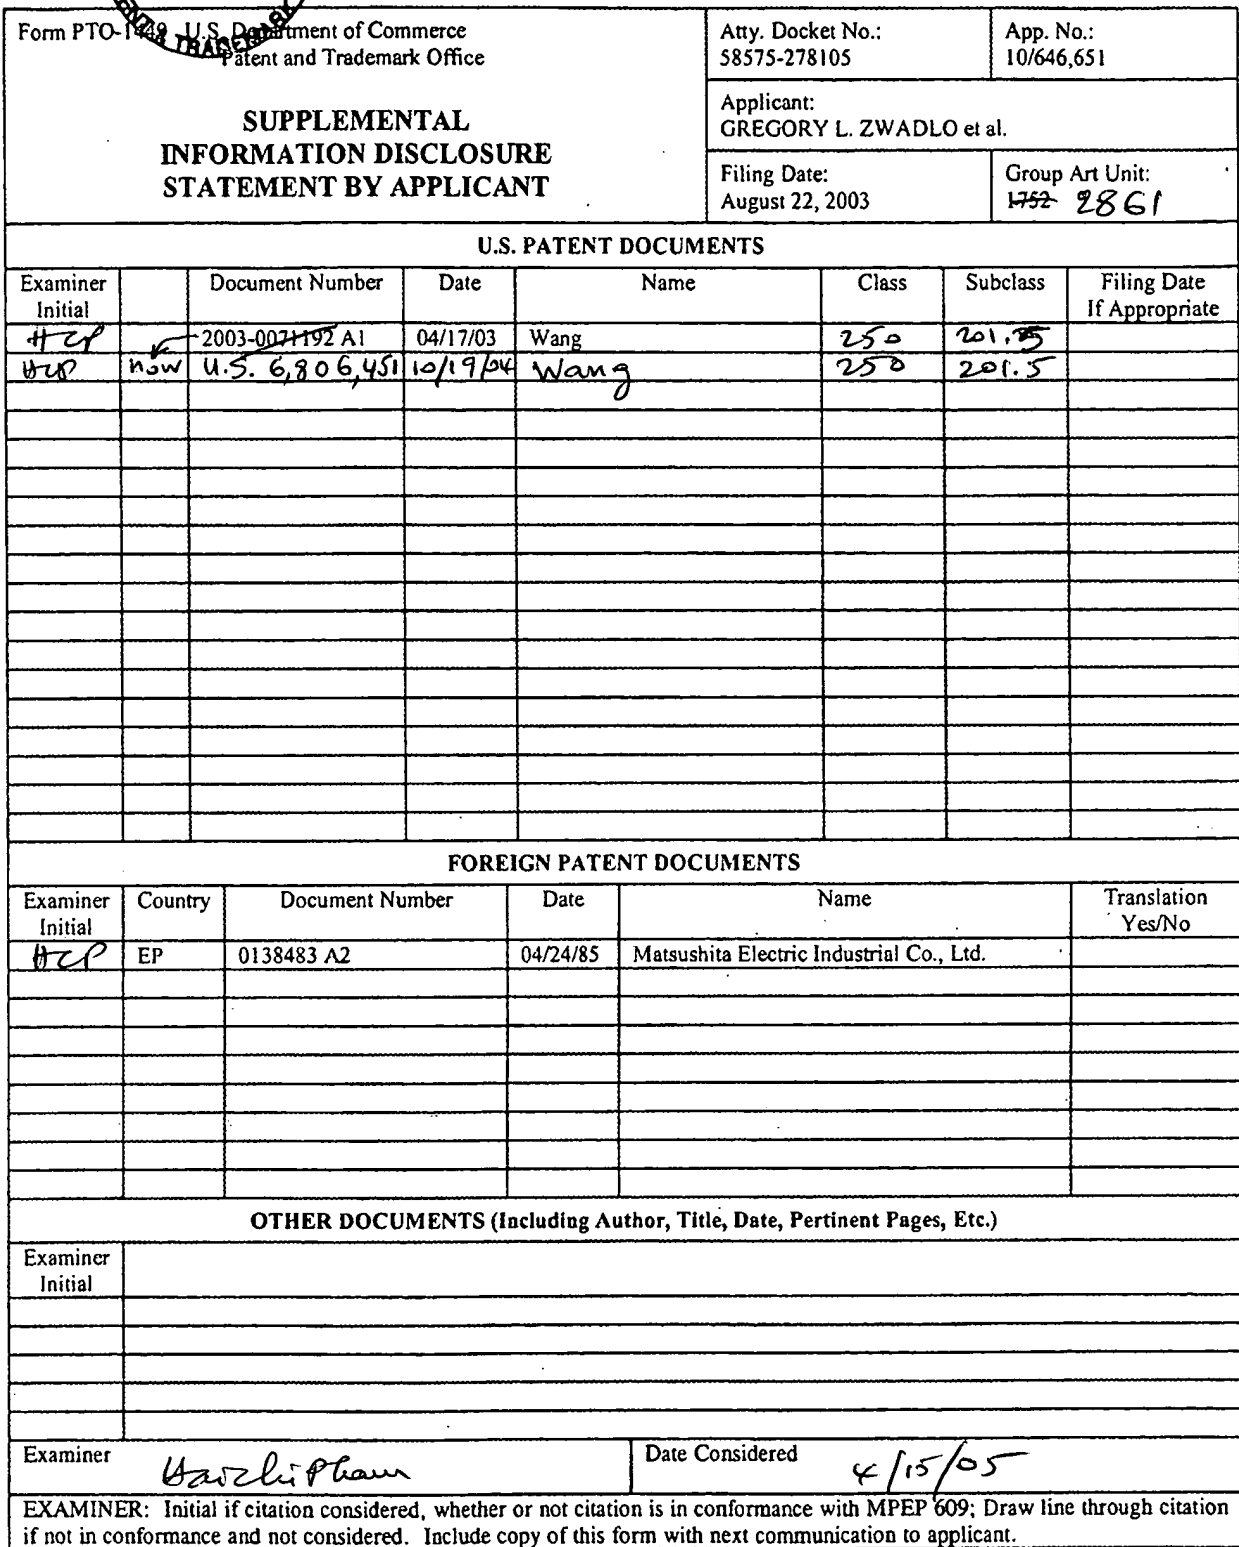 Form PTO-1449 U.S. Department of Commerce
Patent and Trademark Office
TRADEMARK
SUPPLEMENTAL
INFORMATION DISCLOSURE
STATEMENT BY APPLICANT
Atty. Docket No.:
58575-278105
App. No.:
10/646,651
Applicant:
GREGORY L. ZWADLO et al.
Filing Date:
August 22, 2003
Group Art Unit:
1752 2861
U.S. PATENT DOCUMENTS
Examiner Initial Document Number Date Name Class Subclass Filing Date If Appropriate
HCP 2003-0071192 A1 04/17/03 Wang 250
HCP now U.S. 6,806,451 10/19/04 Wang 250 201.5
FOREIGN PATENT DOCUMENTS
Examiner Initial Country Document Number Date Name Translation Yes/No
HCP EP 0138483 A2 04/24/85 Matsushita Electric Industrial Co., Ltd.
OTHER DOCUMENTS (Including Author, Title, Date, Pertinent Pages, Etc.)
Examiner
Initial
Examiner Haichi Pham Date Considered 4/15/05
EXAMINER: Initial if citation considered, whether or not citation is in conformance with MPEP 609; Draw line through citation
if not in conformance and not considered. Include copy of this form with next communication to applicant.